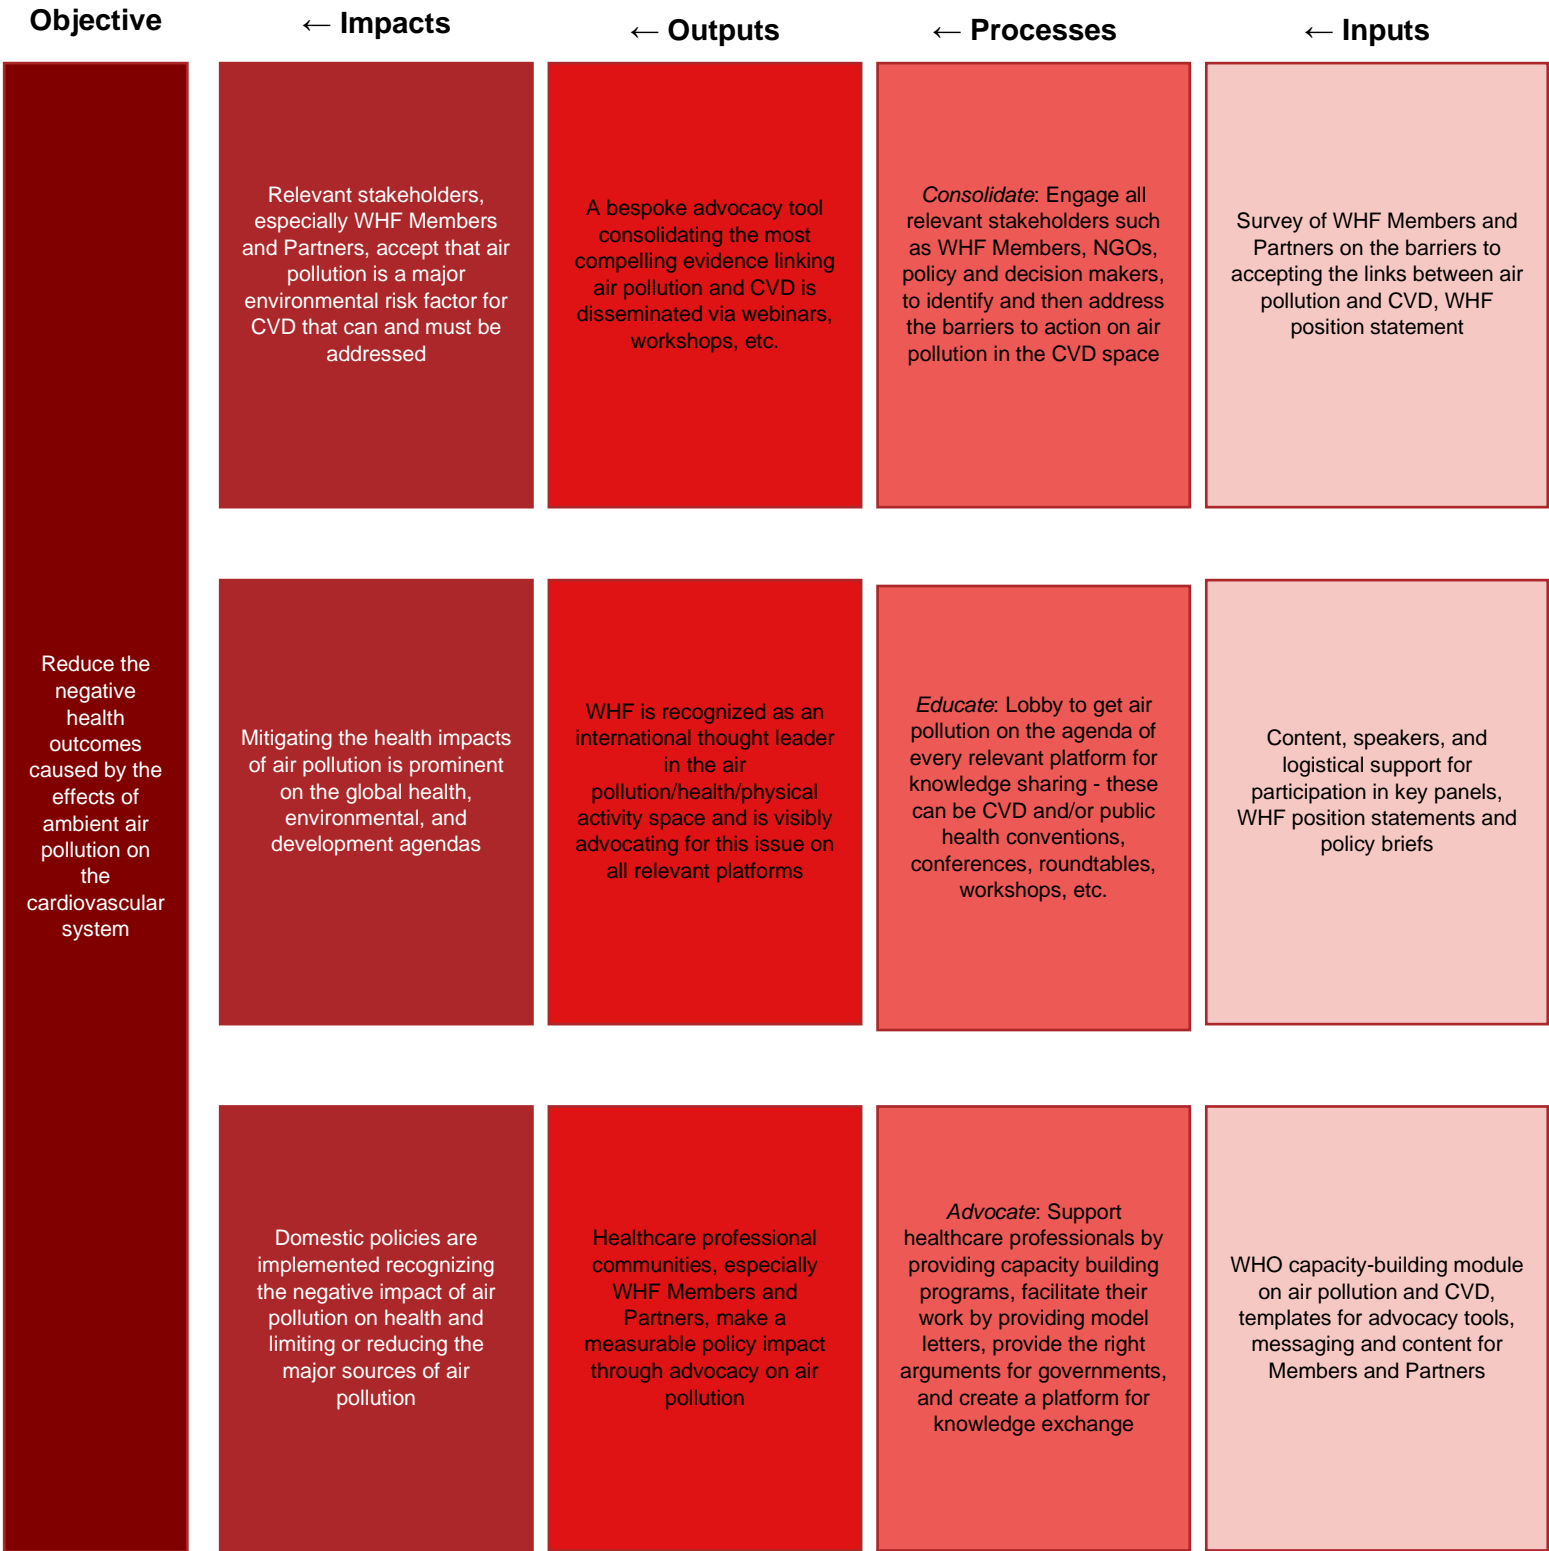 Objective
← Impacts
← Outputs
← Processes
← Inputs
Reduce the
negative
health
outcomes
caused by the
effects of
ambient air
pollution on
the
cardiovascular
system
Relevant stakeholders,
especially WHF Members
and Partners, accept that air
pollution is a major
environmental risk factor for
CVD that can and must be
addressed
A bespoke advocacy tool
consolidating the most
compelling evidence linking
air pollution and CVD is
disseminated via webinars,
workshops, etc.
Consolidate: Engage all
relevant stakeholders such
as WHF Members, NGOs,
policy and decision makers,
to identify and then address
the barriers to action on air
pollution in the CVD space
Survey of WHF Members and
Partners on the barriers to
accepting the links between air
pollution and CVD, WHF
position statement
Mitigating the health impacts
of air pollution is prominent
on the global health,
environmental, and
development agendas
WHF is recognized as an
international thought leader
in the air
pollution/health/physical
activity space and is visibly
advocating for this issue on
all relevant platforms
Educate: Lobby to get air
pollution on the agenda of
every relevant platform for
knowledge sharing - these
can be CVD and/or public
health conventions,
conferences, roundtables,
workshops, etc.
Content, speakers, and
logistical support for
participation in key panels,
WHF position statements and
policy briefs
Domestic policies are
implemented recognizing
the negative impact of air
pollution on health and
limiting or reducing the
major sources of air
pollution
Healthcare professional
communities, especially
WHF Members and
Partners, make a
measurable policy impact
through advocacy on air
pollution
Advocate: Support
healthcare professionals by
providing capacity building
programs, facilitate their
work by providing model
letters, provide the right
arguments for governments,
and create a platform for
knowledge exchange
WHO capacity-building module
on air pollution and CVD,
templates for advocacy tools,
messaging and content for
Members and Partners